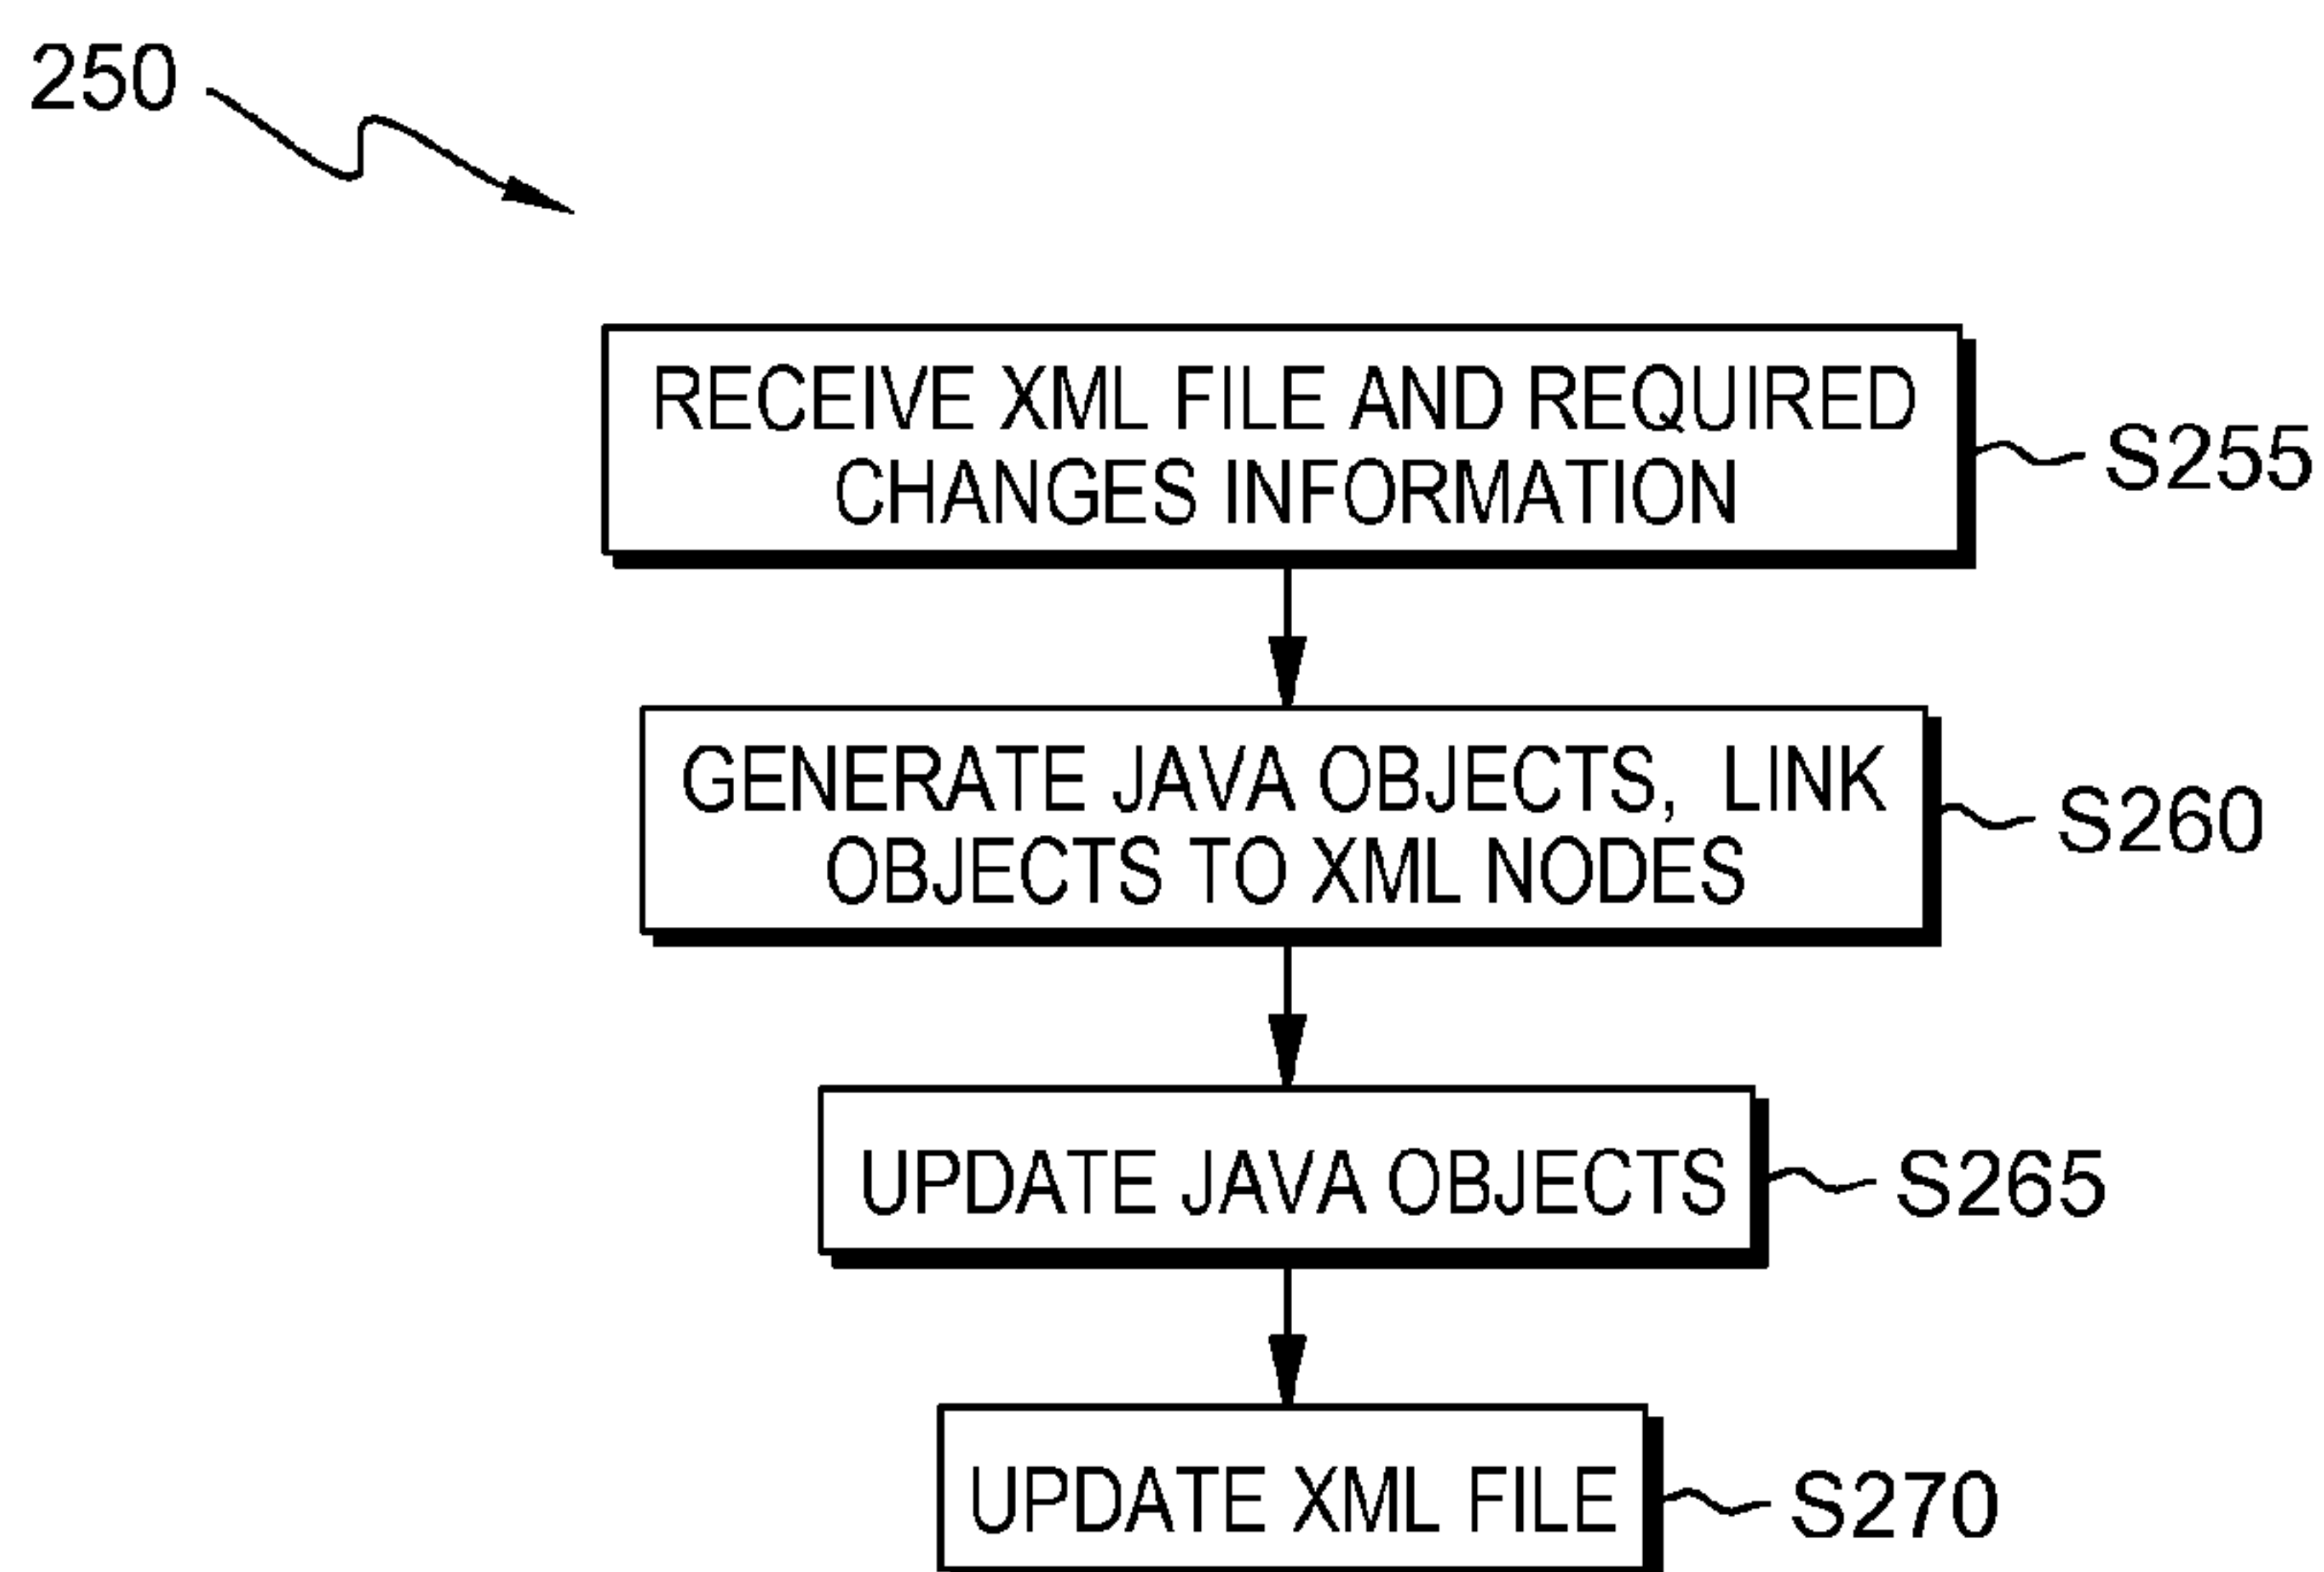 250
RECEIVE XML FILE AND REQUIRED
CHANGES INFORMATION
S255
GENERATE JAVA OBJECTS, LINK
OBJECTS TO XML NODES
S260
UPDATE JAVA OBJECTS
S265
UPDATE XML FILE
S270